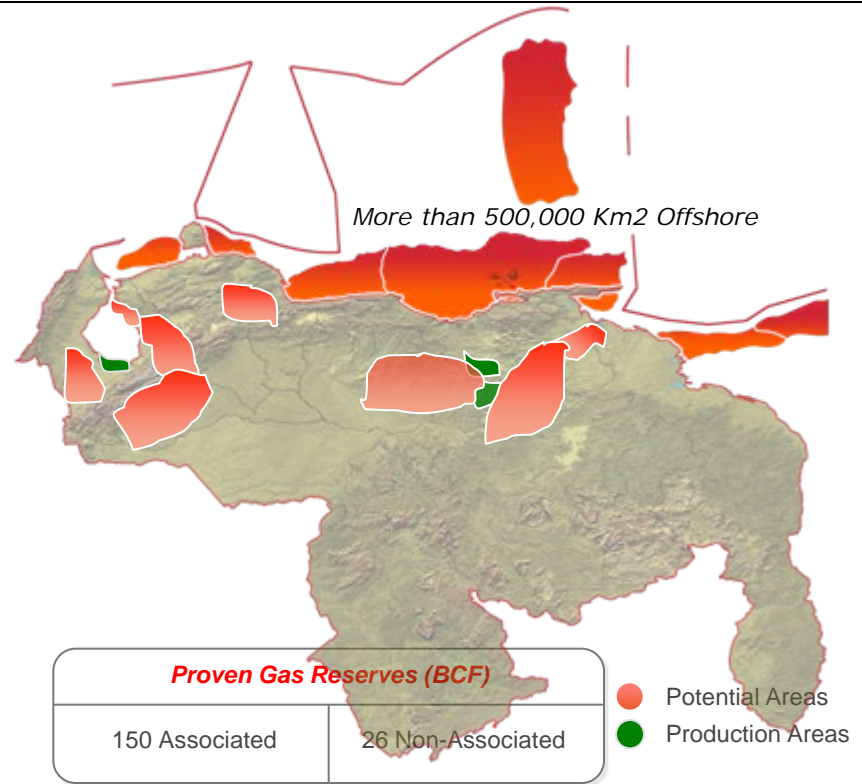 More than 500,000 Km2 Offshore
Proven Gas Reserves (BCF)
150 Associated
26 Non-Associated
Potential Areas
Production Areas